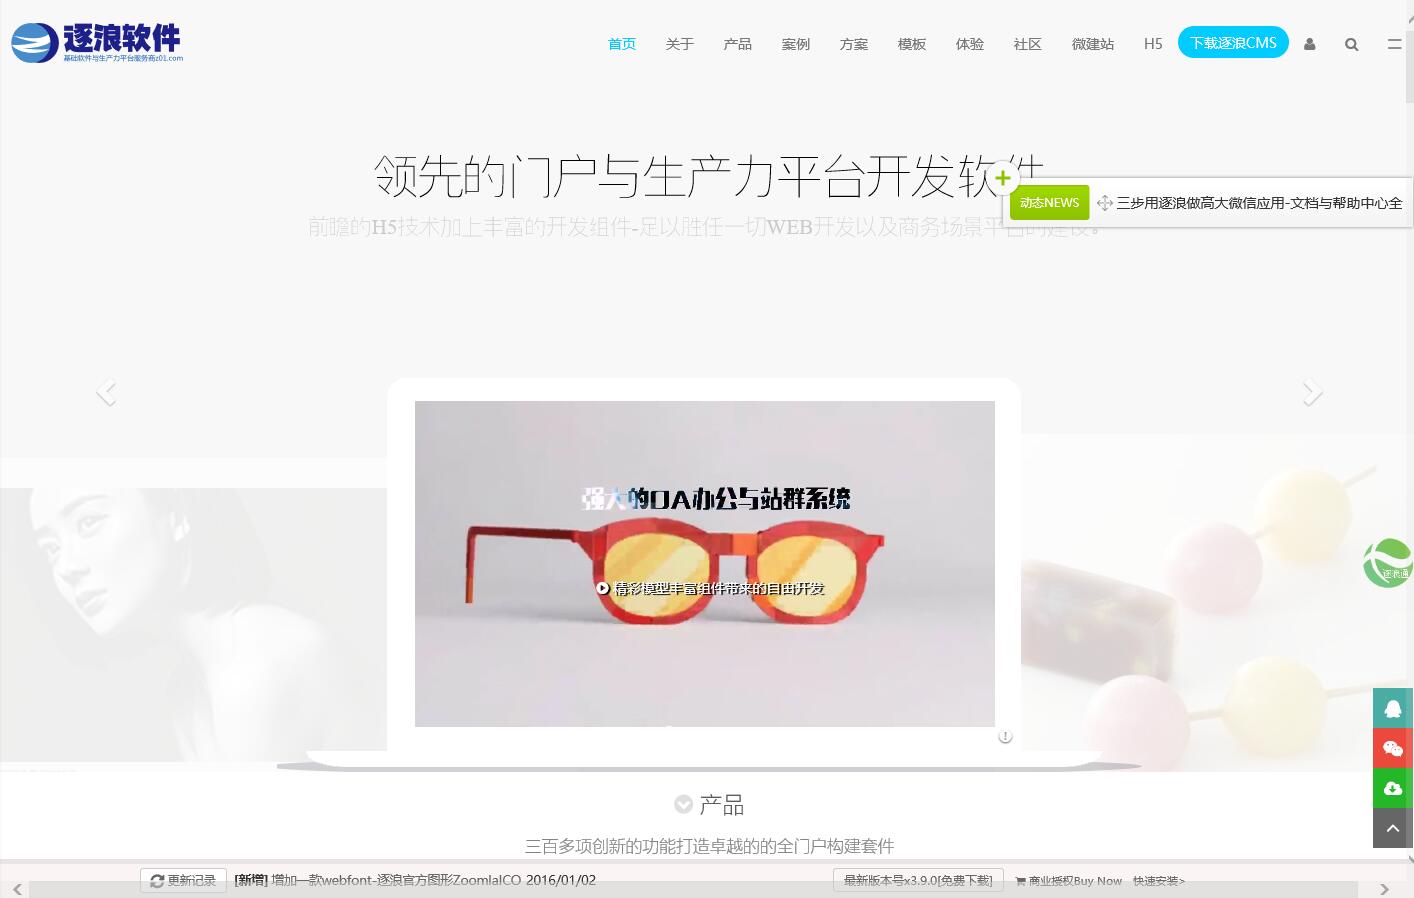 逐浪软件
基础软件与生产力平台服务商z01.com
首页 关于 产品 案例 方案 模板 体验 社区 微建站 H5 下载逐浪CMS
领先的门户与生产力平台开发软件
动态NEWS 三步用逐浪做高大微信应用-文档与帮助中心全
前瞻的H5技术加上丰富的开发组件-足以胜任一切WEB开发以及商务场景平台的建设。
强大的OA办公与站群系统
精彩模型丰富组件带来的自由开发
逐浪通
产品
三百多项创新的功能打造卓越的的全门户构建套件
更新记录 [新增] 增加一款webfont-逐浪官方图形ZoomlaICO 2016/01/02 最新版本号x3.9.0[免费下载] 商业授权Buy Now 快速安装>